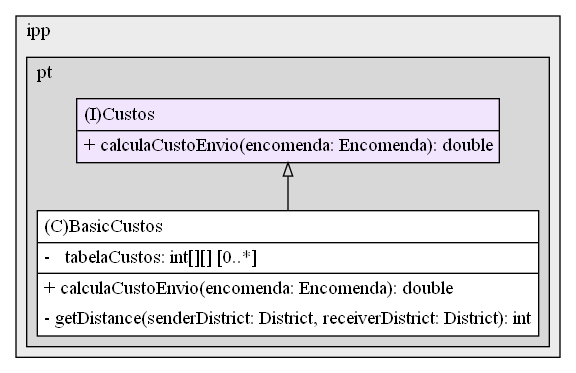 ipp
pt
(I)Custos
+ calculaCustoEnvio(encomenda: Encomenda): double
(C)BasicCustos
- tabelaCustos: int[][] [0..*]
+ calculaCustoEnvio(encomenda: Encomenda): double
- getDistance(senderDistrict: District, receiverDistrict: District): int